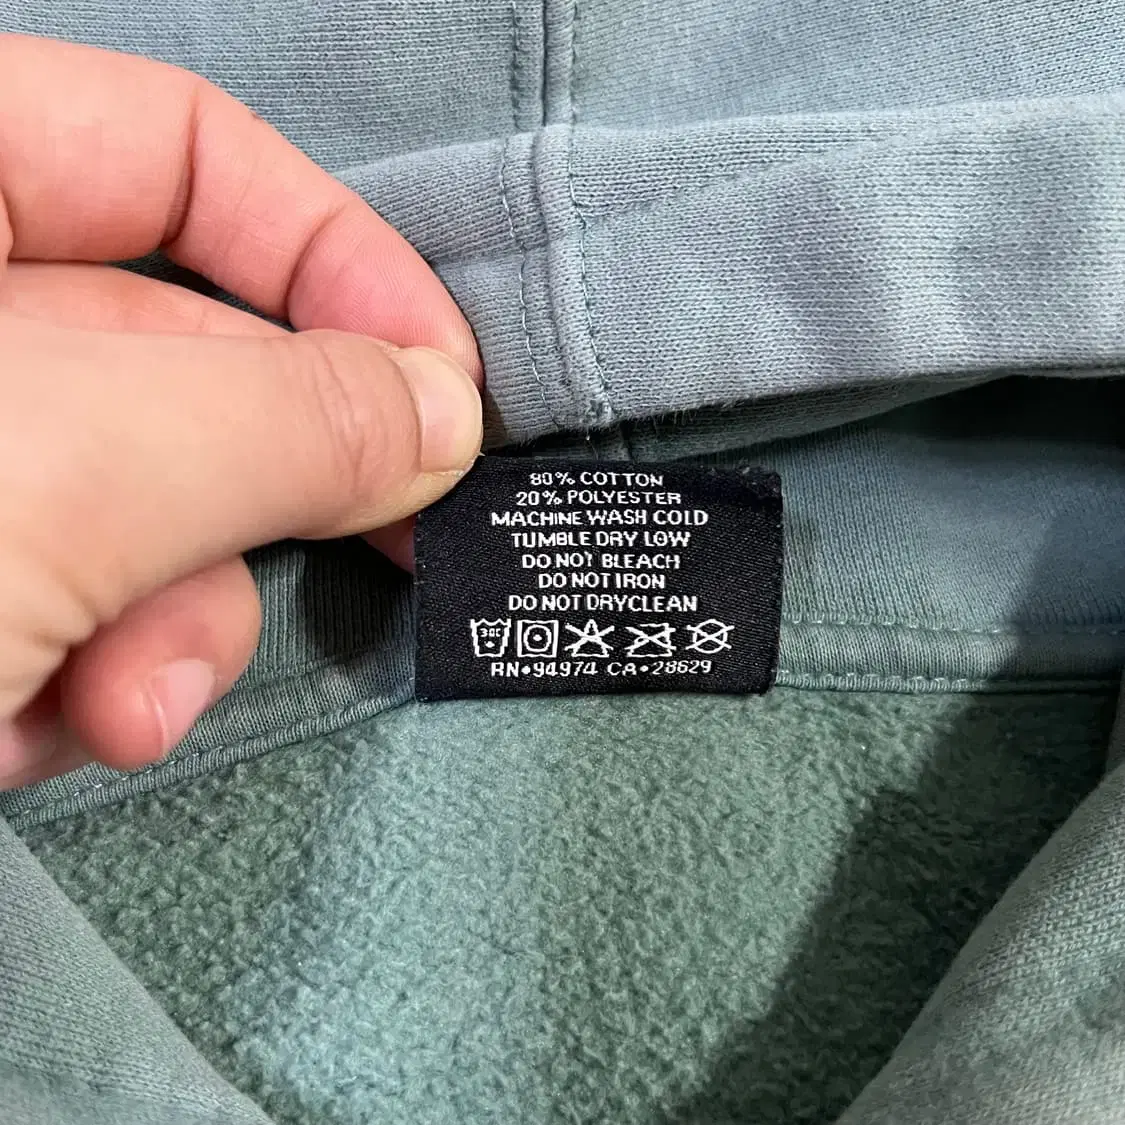 80% COTTON
20% POLYESTER
MACHINE WASH COLD
TUMBLE DRY LOW
DO NOT BLEACH
DO NOT IRON
DO NOT DRYCLEAN
30C
RN•94974 CA•28629